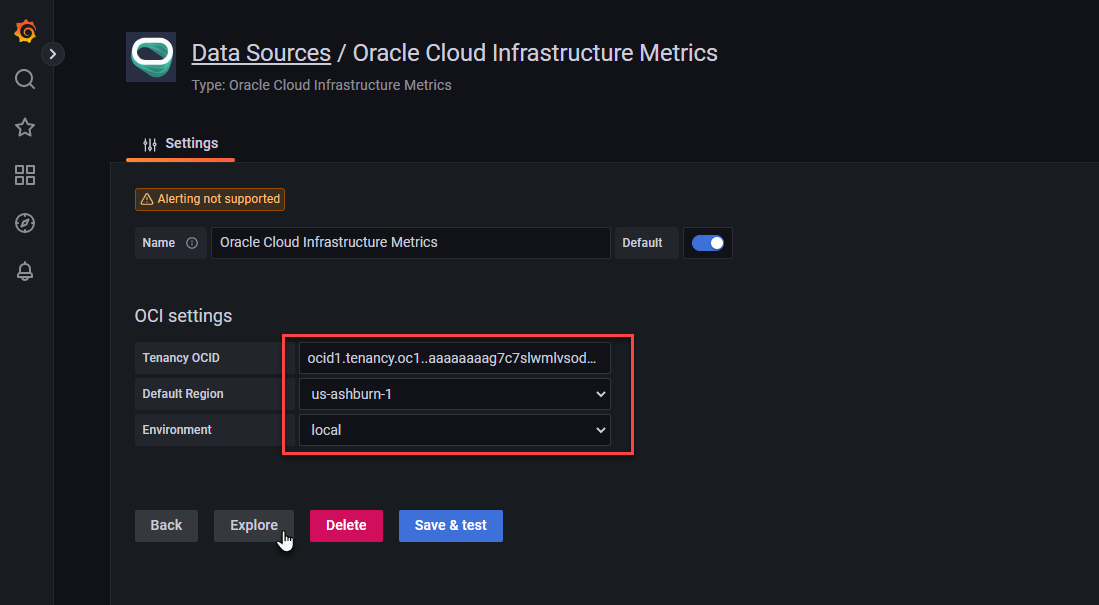 Data Sources / Oracle Cloud Infrastructure Metrics
Type: Oracle Cloud Infrastructure Metrics
Settings
Alerting not supported
Name Oracle Cloud Infrastructure Metrics Default
OCI settings
Tenancy OCID ocid1.tenancy.oc1..aaaaaaaag7c7slwmlvsod...
Default Region us-ashburn-1
Environment local
Back Explore Delete Save & test